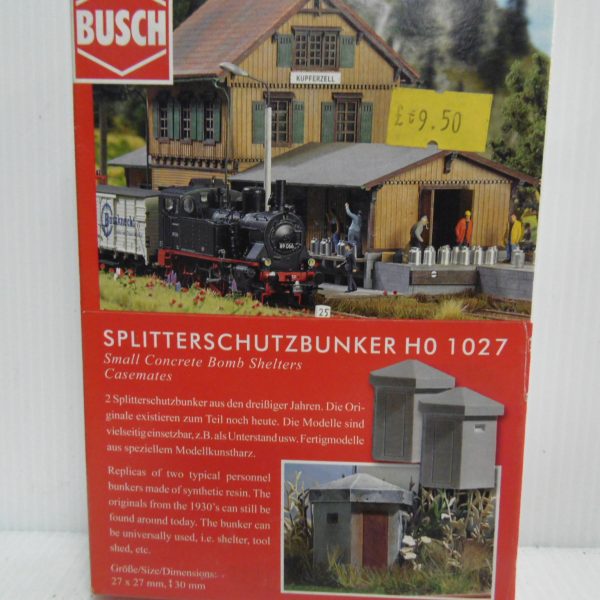 BUSCH
KUPFERZELL
£9.50
89 066
25
SPLITTERSCHUTZBUNKER H0 1027
Small Concrete Bomb Shelters
Casemates
2 Splitterschutzbunker aus den dreißiger Jahren. Die Ori-
ginale existieren zum Teil noch heute. Die Modelle sind
vielseitig einsetzbar, z.B. als Unterstand usw. Fertigmodelle
aus speziellem Modellkunstharz.
Replicas of two typical personnel
bunkers made of synthetic resin. The
originals from the 1930's can still be
found around today. The bunker can
be universally used, i.e. shelter, tool
shed, etc.
Größe/Size/Dimensions:
27 x 27 mm, ↕30 mm